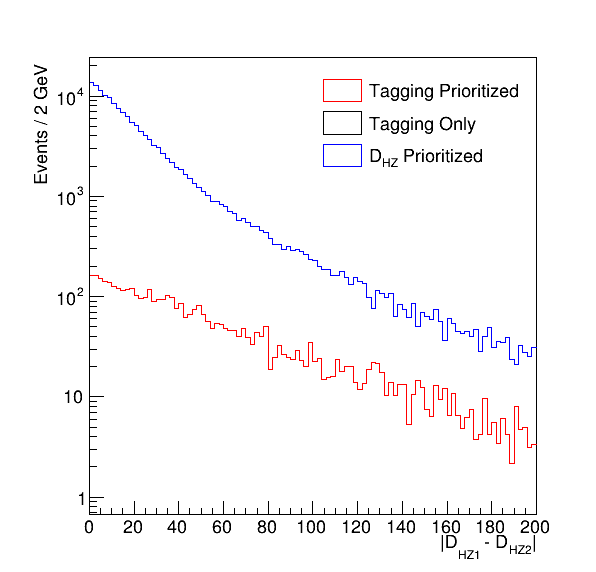 Events / 2 GeV
10^4
10^3
10^2
10
1
Tagging Prioritized
Tagging Only
D_HZ Prioritized
0 20 40 60 80 100 120 140 160 180 200
|D_HZ1 - D_HZ2|